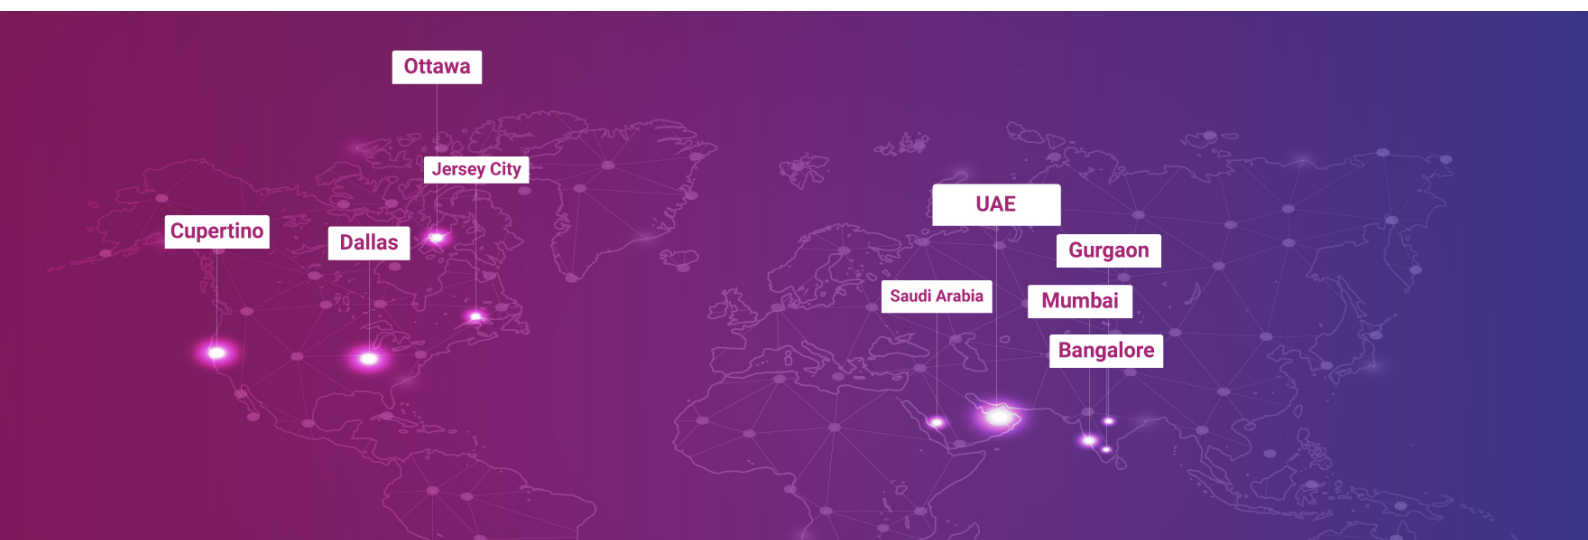 Ottawa
Jersey City
Cupertino
Dallas
UAE
Gurgaon
Saudi Arabia
Mumbai
Bangalore